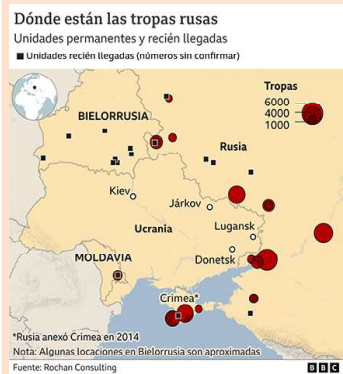 Dónde están las tropas rusas
Unidades permanentes y recién llegadas
Unidades recién llegadas (números sin confirmar)
Tropas
6000
4000
1000
BIELORRUSIA
Rusia
Kiev
Járkov
Ucrania
Lugansk
MOLDAVIA
Donetsk
Crimea*
*Rusia anexó Crimea en 2014
Nota: Algunas locaciones en Bielorrusia son aproximadas
Fuente: Rochan Consulting
BBC